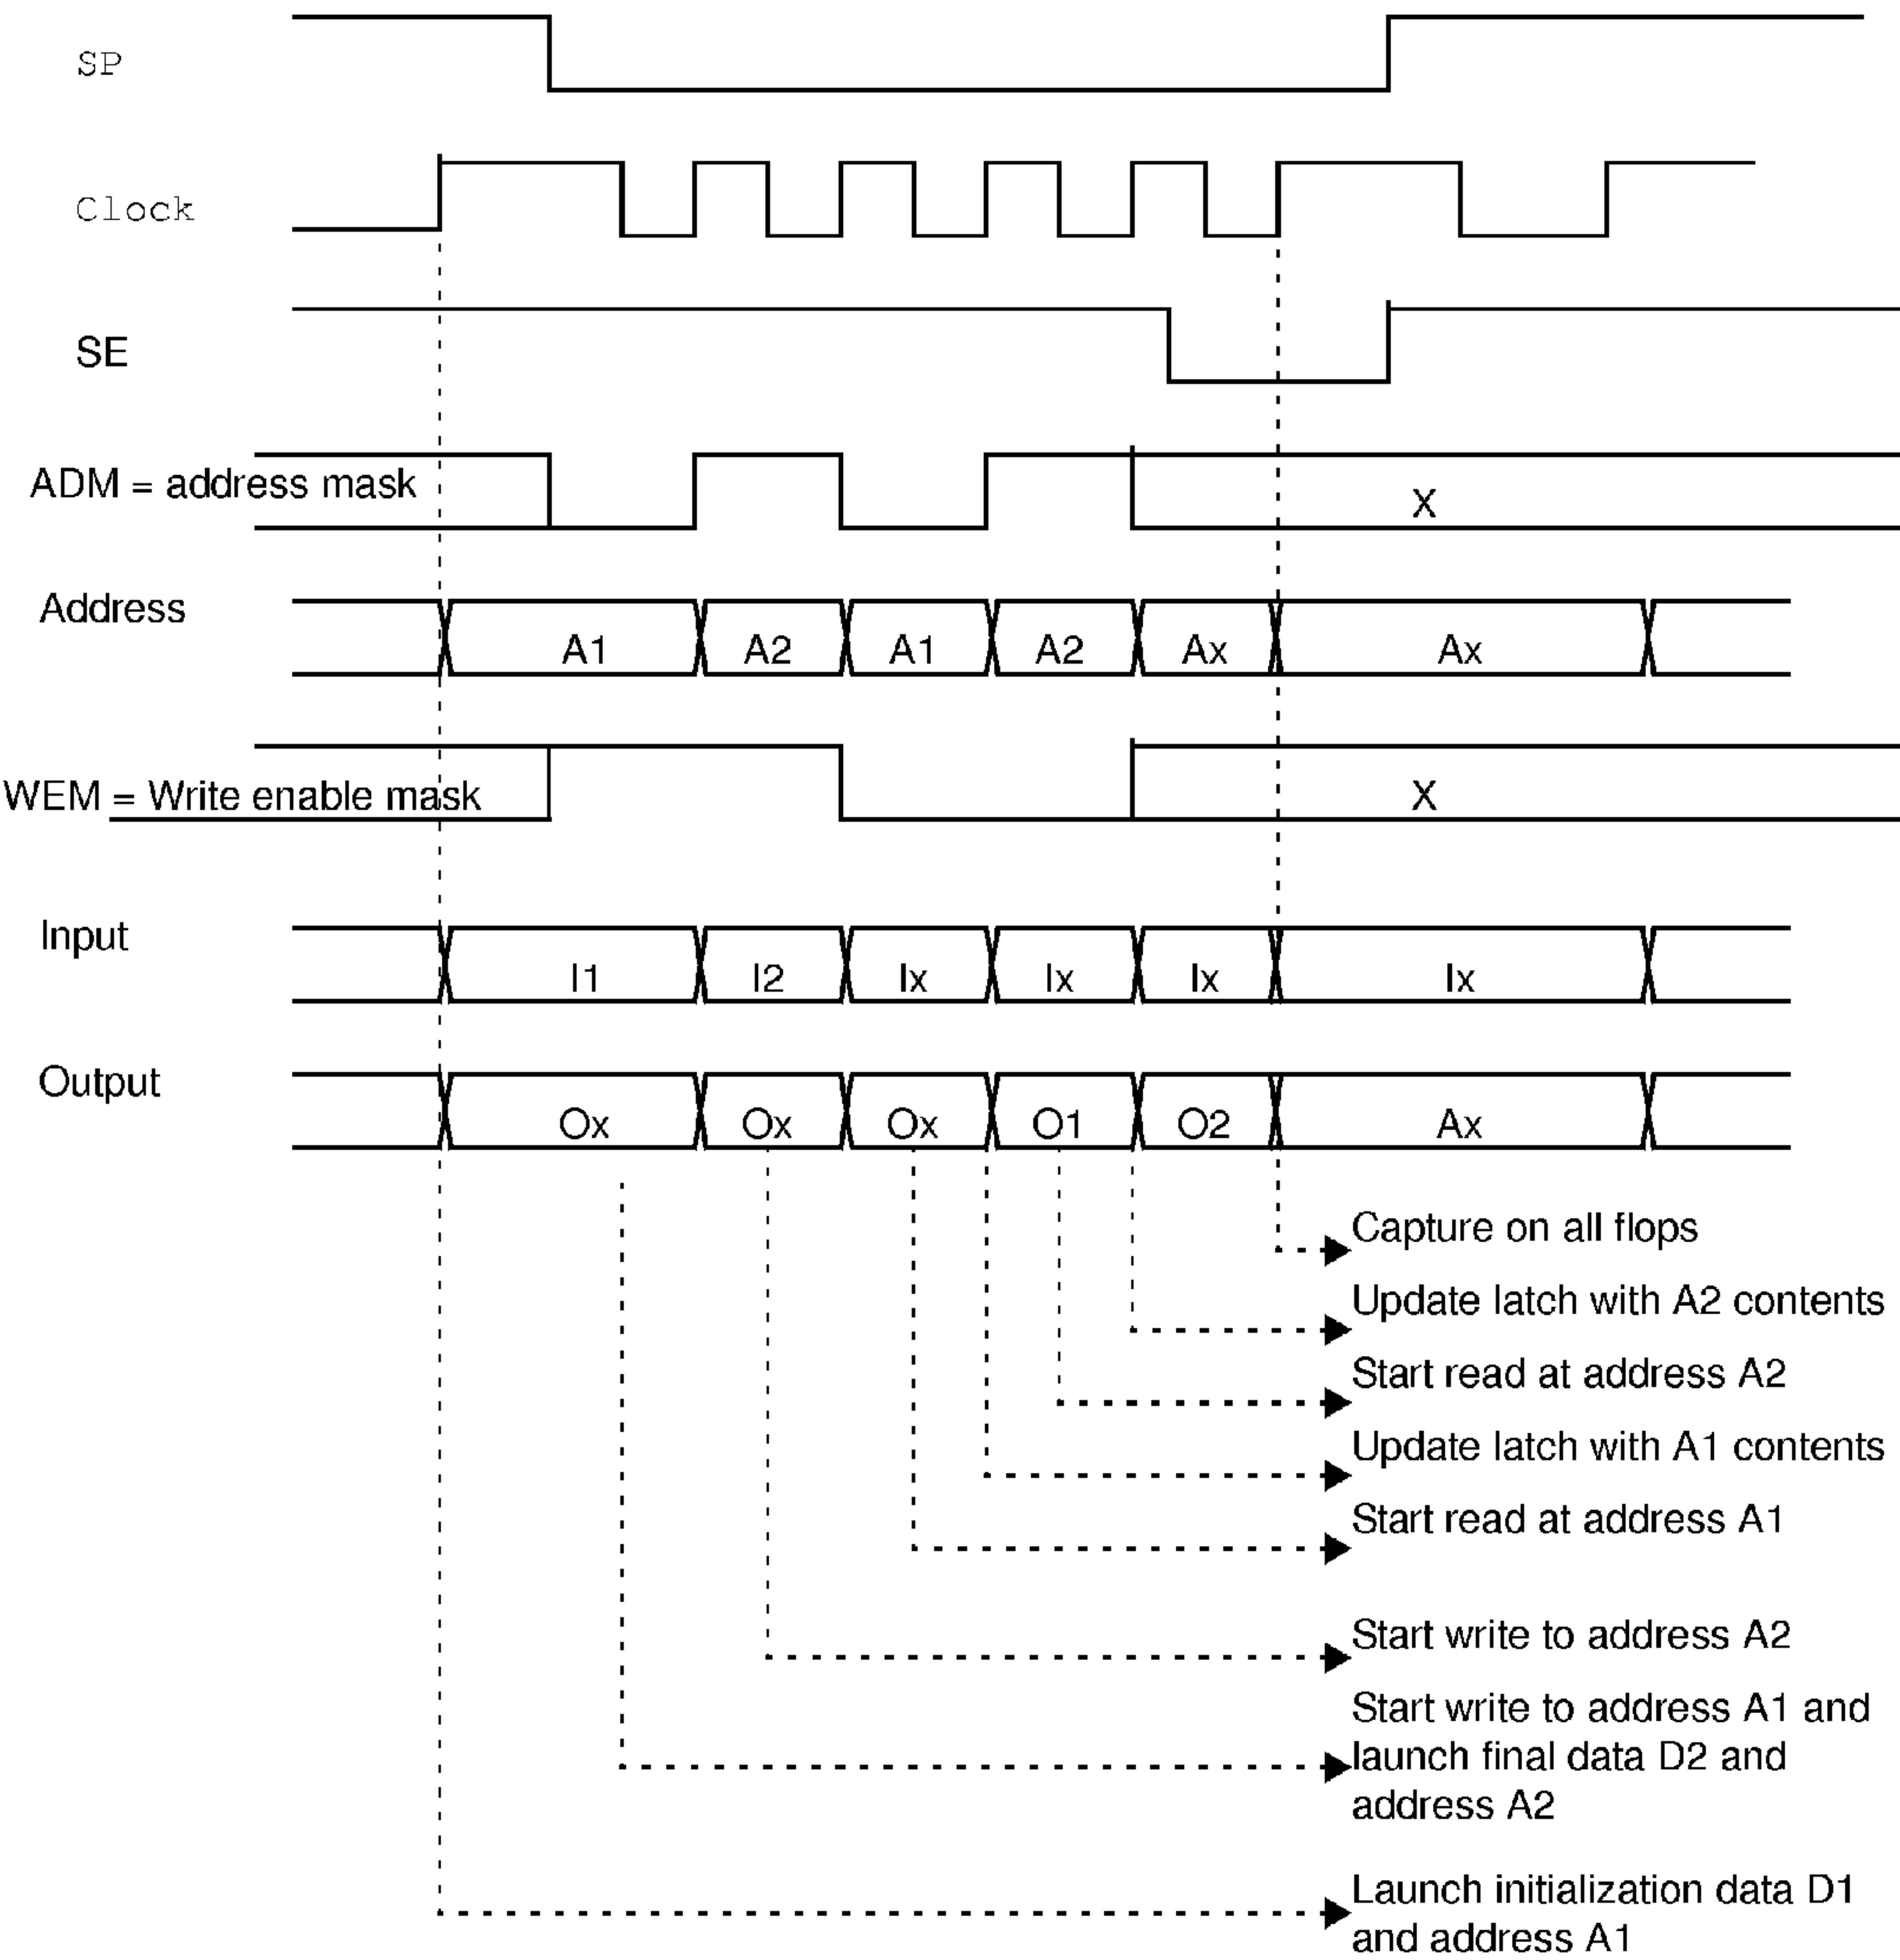 SP
Clock
SE
ADM = address mask
X
Address
A1 A2 A1 A2 Ax Ax
WEM = Write enable mask
X
Input
I1 I2 Ix Ix Ix Ix
Output
Ox Ox Ox O1 O2 Ax
Capture on all flops
Update latch with A2 contents
Start read at address A2
Update latch with A1 contents
Start read at address A1
Start write to address A2
Start write to address A1 and
launch final data D2 and
address A2
Launch initialization data D1
and address A1